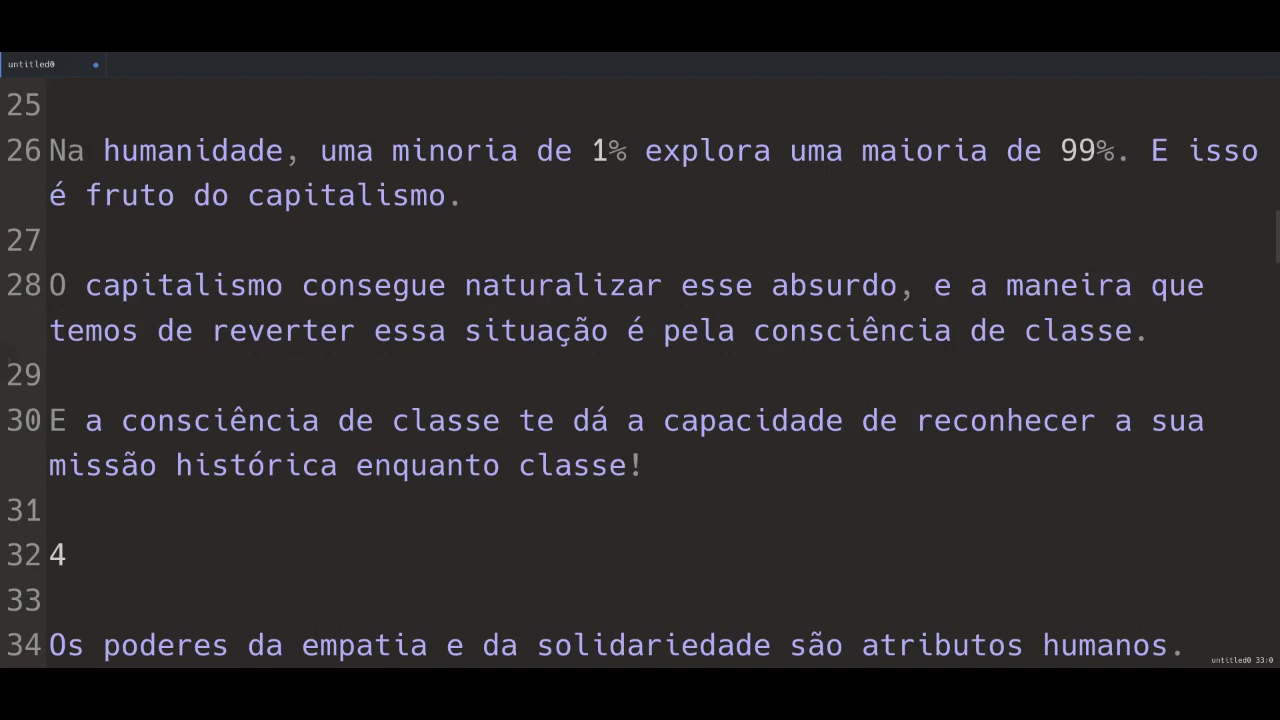 untitled0
25
26 Na humanidade, uma minoria de 1% explora uma maioria de 99%. E isso
é fruto do capitalismo.
27
28 O capitalismo consegue naturalizar esse absurdo, e a maneira que
temos de reverter essa situação é pela consciência de classe.
29
30 E a consciência de classe te dá a capacidade de reconhecer a sua
missão histórica enquanto classe!
31
32 4
33
34 Os poderes da empatia e da solidariedade são atributos humanos.
untitled0 33:0